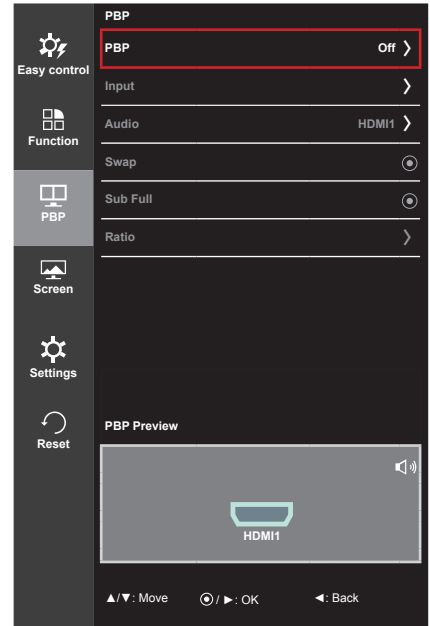 Easy control
Function
PBP
Screen
Settings
Reset
PBP
PBP Off
Input
Audio HDMI1
Swap
Sub Full
Ratio
PBP Preview
HDMI1
▲/▼: Move ⦿/ ►: OK ◄: Back